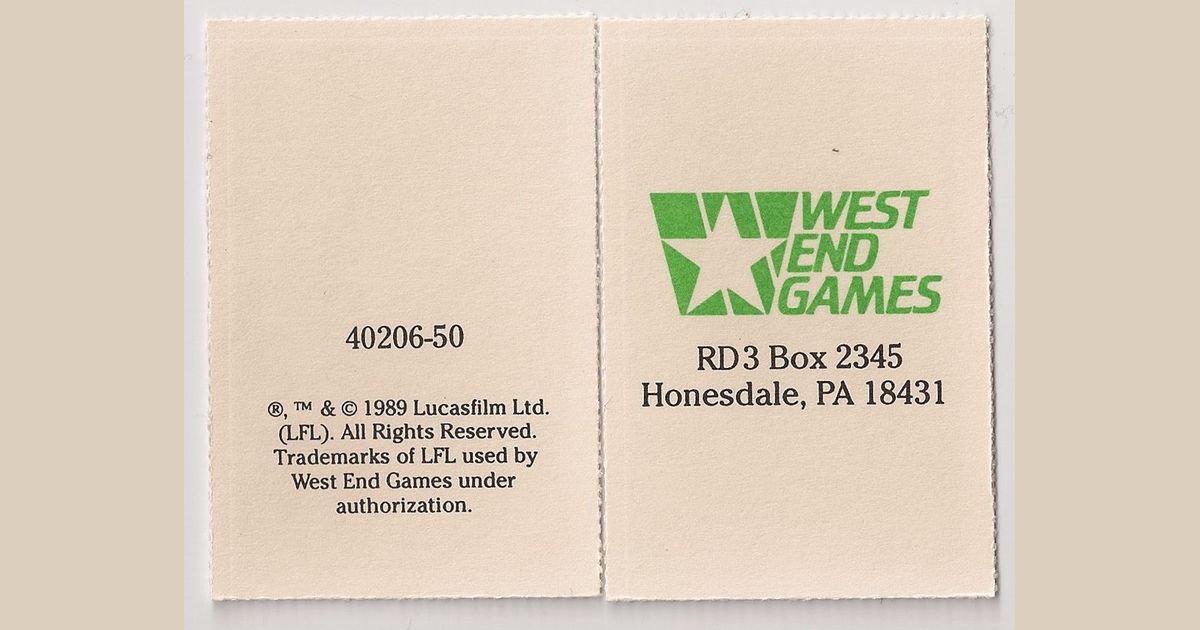 40206-50
®, ™ & © 1989 Lucasfilm Ltd.
(LFL). All Rights Reserved.
Trademarks of LFL used by
West End Games under
authorization.
WEST
END
GAMES
RD3 Box 2345
Honesdale, PA 18431